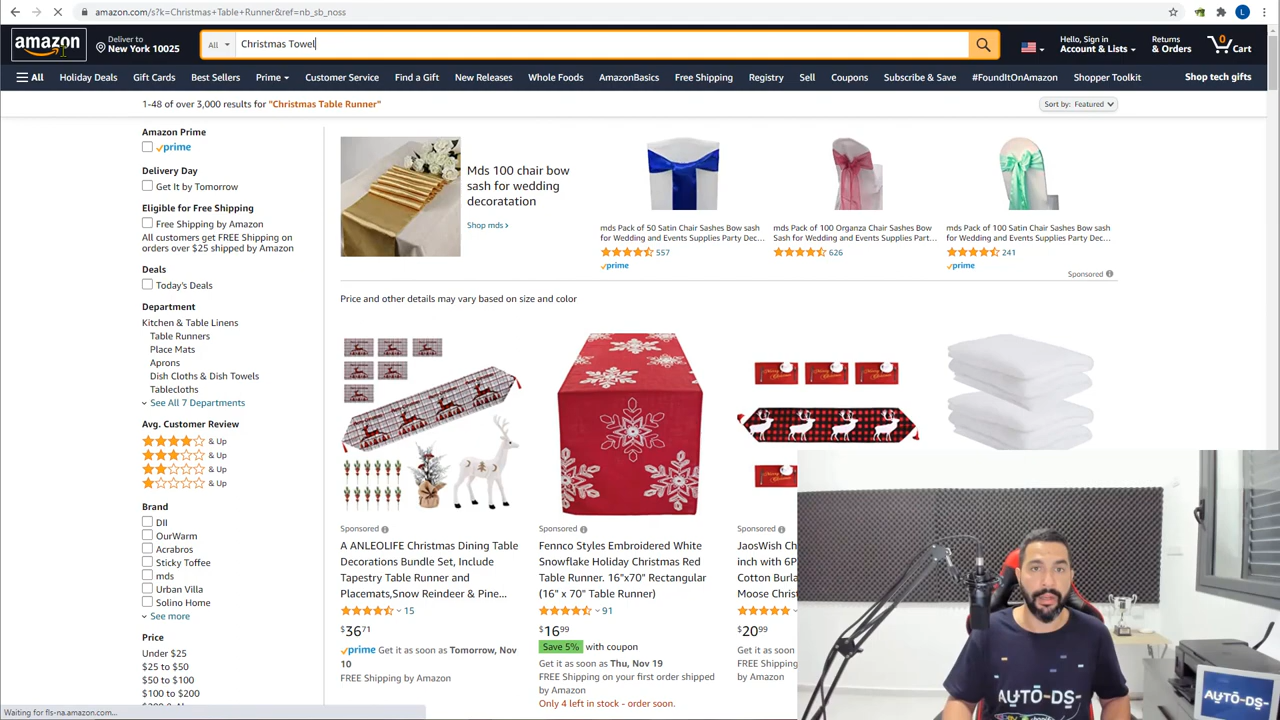 amazon.com/s?k=Christmas+Table+Runner&ref=nb_sb_noss
amazon
Deliver to
New York 10025
All
Christmas Towel
Hello, Sign in
Account & Lists
Returns
& Orders
0
Cart
All
Holiday Deals
Gift Cards
Best Sellers
Prime
Customer Service
Find a Gift
New Releases
Whole Foods
AmazonBasics
Free Shipping
Registry
Sell
Coupons
Subscribe & Save
#FoundItOnAmazon
Shopper Toolkit
Shop tech gifts
1-48 of over 3,000 results for "Christmas Table Runner"
Sort by: Featured
Amazon Prime
prime
Delivery Day
Get It by Tomorrow
Eligible for Free Shipping
Free Shipping by Amazon
All customers get FREE Shipping on
orders over $25 shipped by Amazon
Deals
Today's Deals
Department
Kitchen & Table Linens
Table Runners
Place Mats
Aprons
Dish Cloths & Dish Towels
Tablecloths
See All 7 Departments
Avg. Customer Review
& Up
& Up
& Up
& Up
Brand
DII
OurWarm
Acrabros
Sticky Toffee
mds
Urban Villa
Solino Home
See more
Price
Under $25
$25 to $50
$50 to $100
$100 to $200
Mds 100 chair bow
sash for wedding
decoratation
Shop mds ›
mds Pack of 50 Satin Chair Sashes Bow sash
for Wedding and Events Supplies Party Dec...
557
prime
mds Pack of 100 Organza Chair Sashes Bow
Sash for Wedding and Events Supplies Part...
626
mds Pack of 100 Satin Chair Sashes Bow sash
for Wedding and Events Supplies Party Dec...
241
prime
Sponsored
Price and other details may vary based on size and color
Sponsored
A ANLEOLIFE Christmas Dining Table
Decorations Bundle Set, Include
Tapestry Table Runner and
Placemats,Snow Reindeer & Pine...
15
$36 71
prime Get it as soon as Tomorrow, Nov
10
FREE Shipping by Amazon
Sponsored
Fennco Styles Embroidered White
Snowflake Holiday Christmas Red
Table Runner. 16"x70" Rectangular
(16" x 70" Table Runner)
91
$16 99
Save 5% with coupon
Get it as soon as Thu, Nov 19
FREE Shipping on your first order shipped
by Amazon
Only 4 left in stock - order soon.
Sponsored
JaosWish Ch
inch with 6P
Cotton Burla
Moose Christ
$20 99
Get it as soon
FREE Shipping
by Amazon
AUTO-DS
AUTO-DS
Waiting for fls-na.amazon.com...